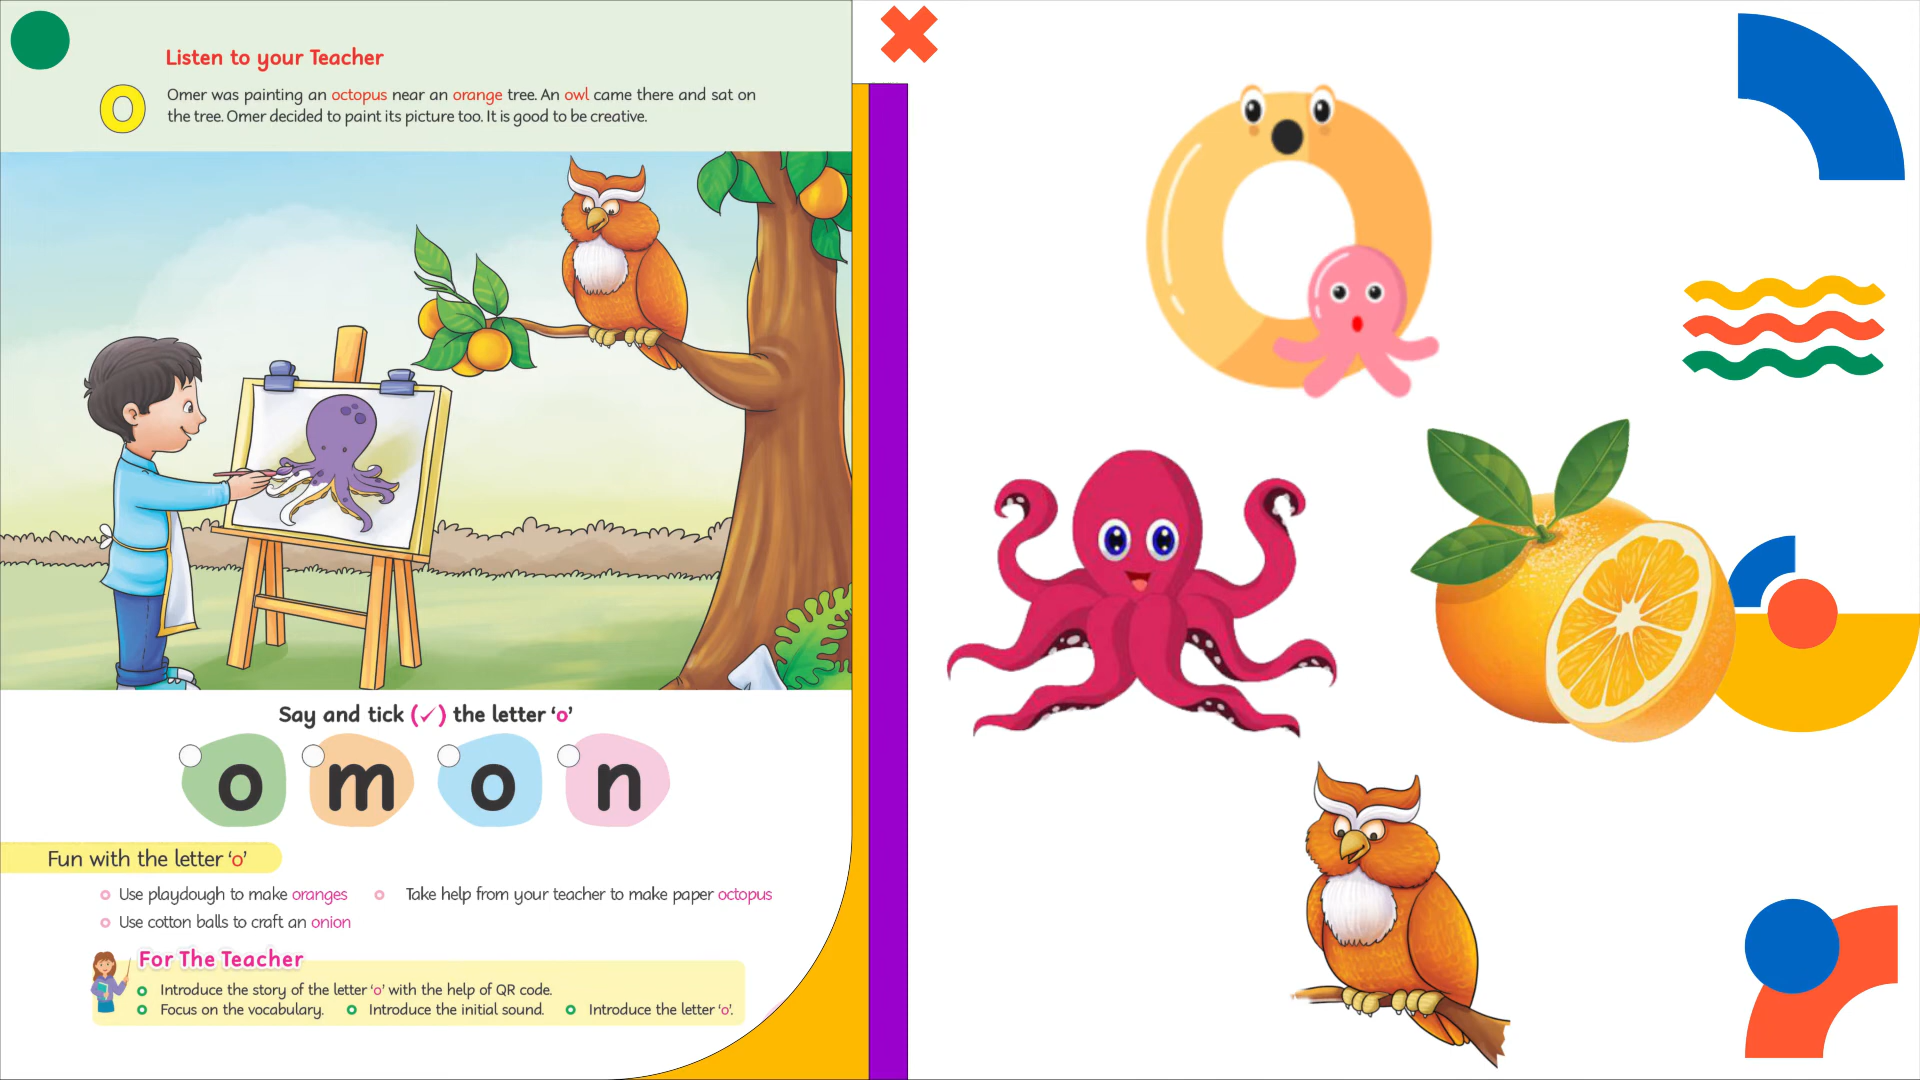 Listen to your Teacher
O
Omer was painting an octopus near an orange tree. An owl came there and sat on
the tree. Omer decided to paint its picture too. It is good to be creative.
O
Say and tick (✓) the letter ‘o’
o m o n
Fun with the letter ‘o’
Use playdough to make oranges
Take help from your teacher to make paper octopus
Use cotton balls to craft an onion
For The Teacher
Introduce the story of the letter ‘o’ with the help of QR code.
Focus on the vocabulary. Introduce the initial sound. Introduce the letter ‘o’.